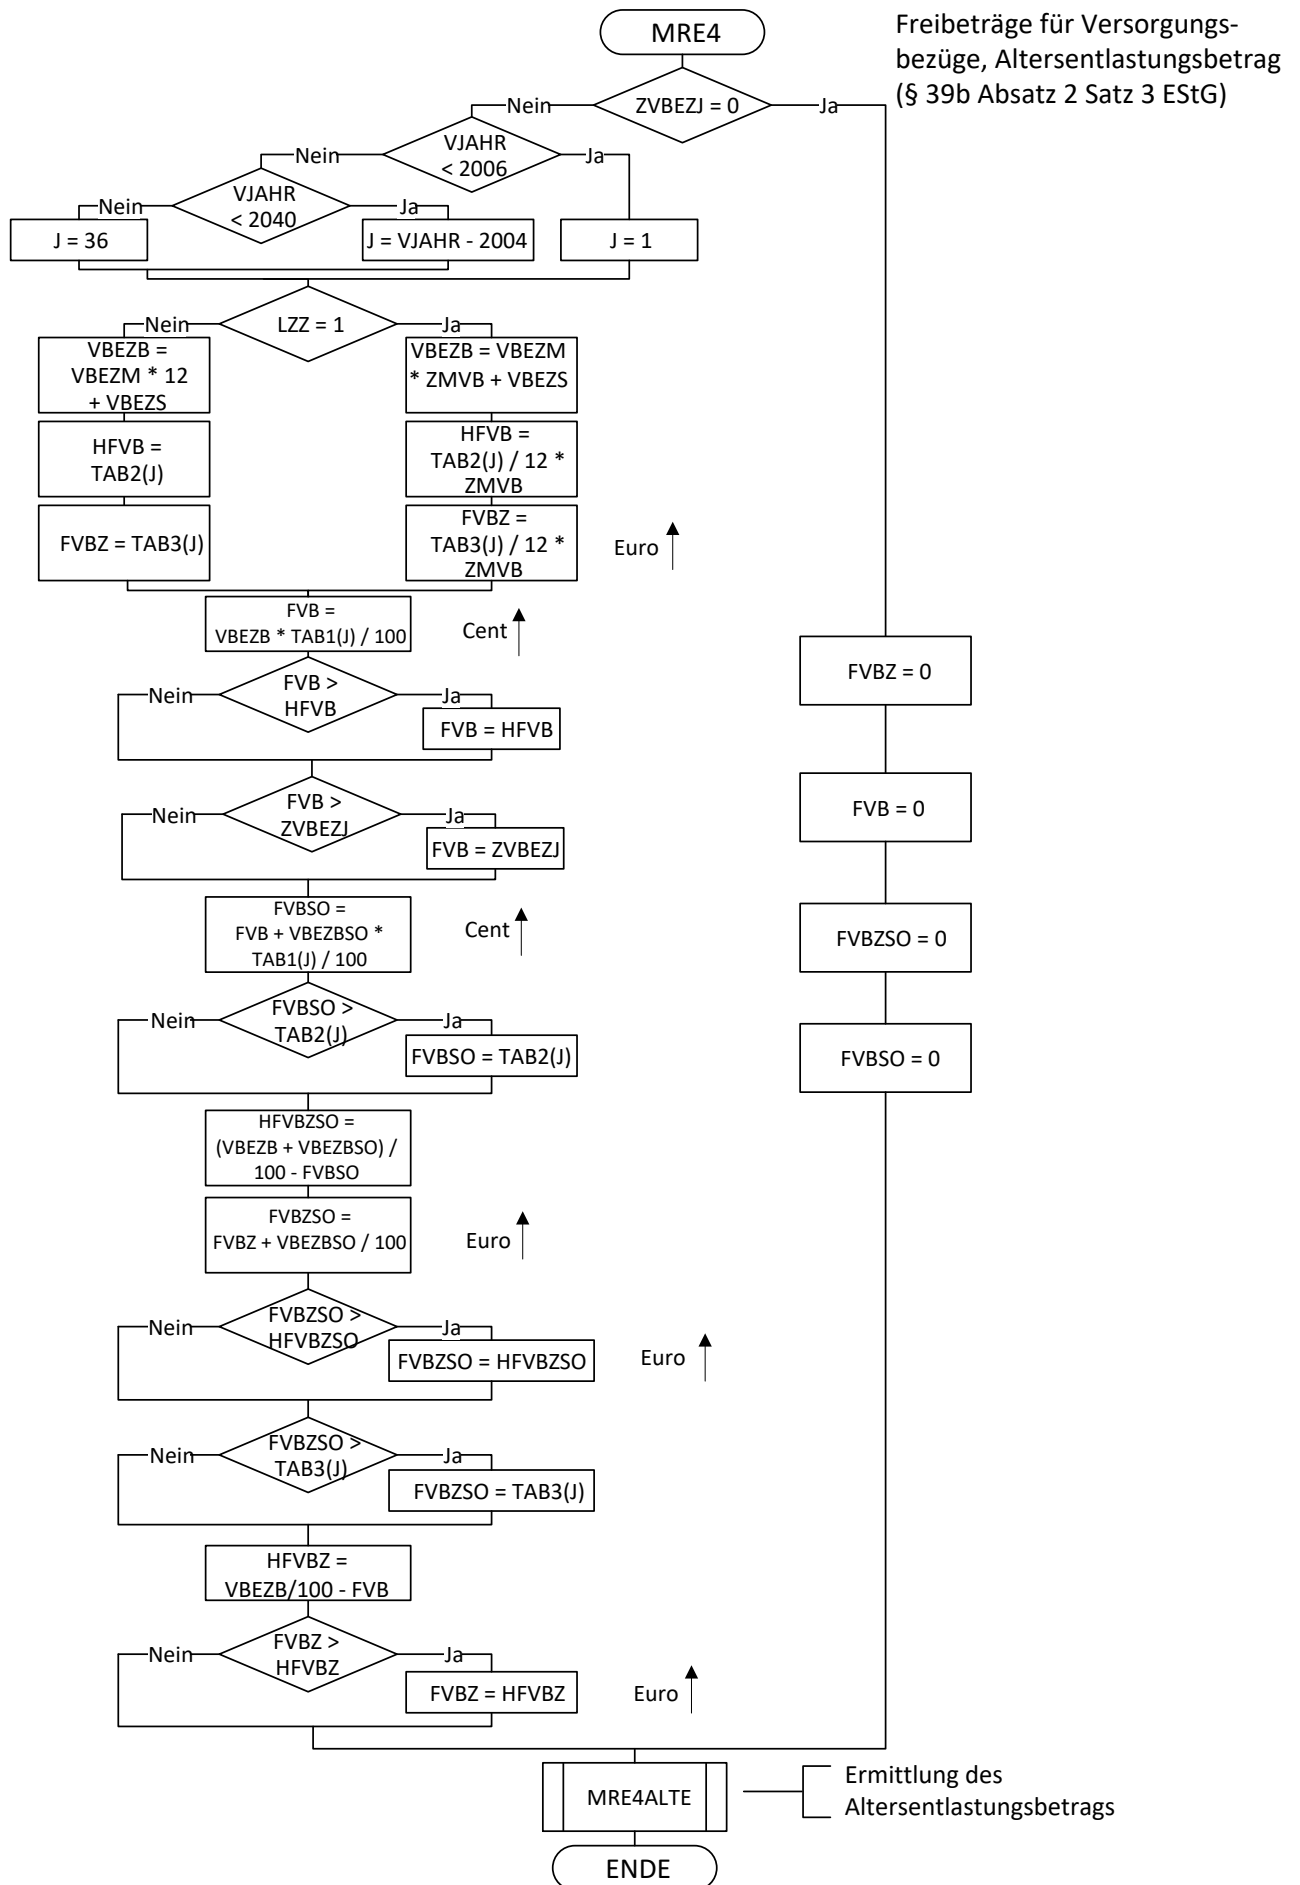 MRE4
Freibeträge für Versorgungs-
bezüge, Altersentlastungsbetrag
(§ 39b Absatz 2 Satz 3 EStG)
Nein
ZVBEZJ = 0
Ja
Nein
VJAHR
< 2006
Ja
Nein
VJAHR
< 2040
Ja
J = 36
J = VJAHR - 2004
J = 1
Nein
LZZ = 1
Ja
VBEZB =
VBEZM * 12
+ VBEZS
VBEZB = VBEZM
* ZMVB + VBEZS
HFVB =
TAB2(J)
HFVB =
TAB2(J) / 12 *
ZMVB
FVBZ = TAB3(J)
FVBZ =
TAB3(J) / 12 *
ZMVB
Euro
FVB =
VBEZB * TAB1(J) / 100
Cent
Nein
FVB >
HFVB
Ja
FVB = HFVB
FVBZ = 0
Nein
FVB >
ZVBEZJ
Ja
FVB = ZVBEZJ
FVB = 0
FVBSO =
FVB + VBEZBSO *
TAB1(J) / 100
Cent
FVBZSO = 0
Nein
FVBSO >
TAB2(J)
Ja
FVBSO = TAB2(J)
FVBSO = 0
HFVBZSO =
(VBEZB + VBEZBSO) /
100 - FVBSO
FVBZSO =
FVBZ + VBEZBSO / 100
Euro
Nein
FVBZSO >
HFVBZSO
Ja
FVBZSO = HFVBZSO
Euro
Nein
FVBZSO >
TAB3(J)
Ja
FVBZSO = TAB3(J)
HFVBZ =
VBEZB/100 - FVB
Nein
FVBZ >
HFVBZ
Ja
FVBZ = HFVBZ
Euro
MRE4ALTE
Ermittlung des
Altersentlastungsbetrags
ENDE